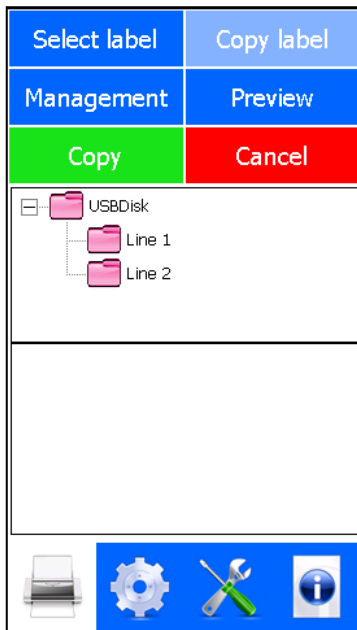 Select label
Copy label
Management
Preview
Copy
Cancel
USBDisk
Line 1
Line 2